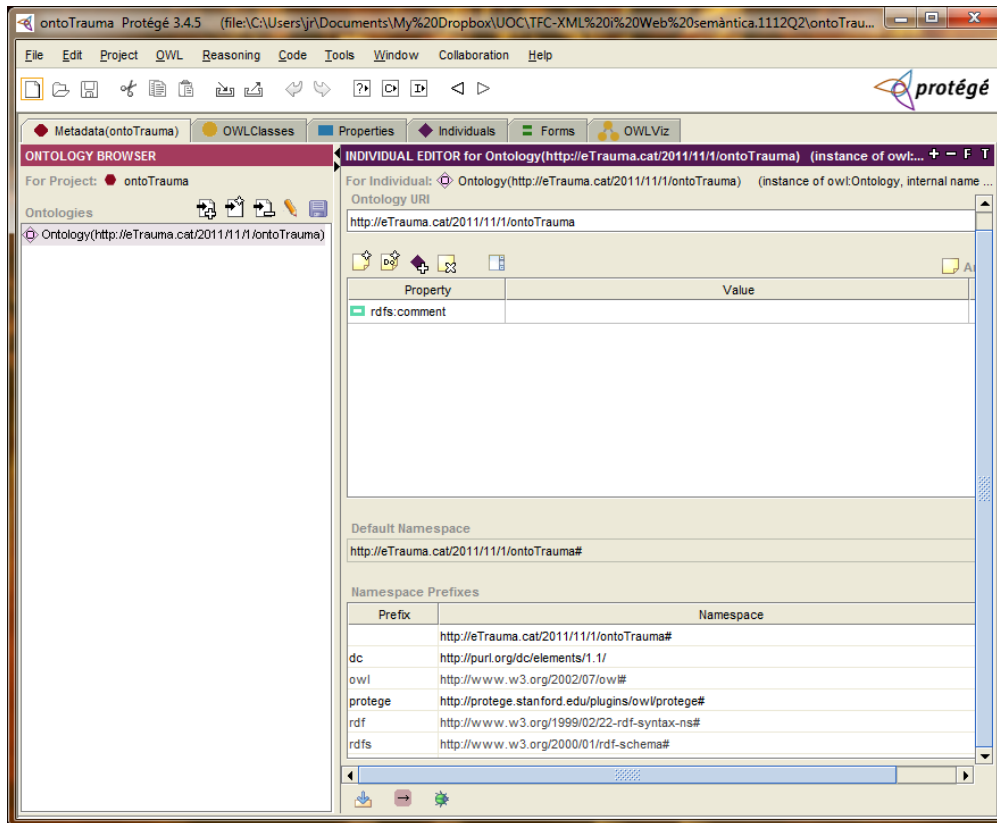 ontoTrauma Protégé 3.4.5 (file:\C:\Users\jr\Documents\My%20Dropbox\UOC\TFC-XML%20i%20Web%20semàntica.1112Q2\ontoTrau...
File Edit Project OWL Reasoning Code Tools Window Collaboration Help
protégé
Metadata(ontoTrauma) OWLClasses Properties Individuals Forms OWLViz
ONTOLOGY BROWSER
For Project: ontoTrauma
Ontologies
Ontology(http://eTrauma.cat/2011/11/1/ontoTrauma)
INDIVIDUAL EDITOR for Ontology(http://eTrauma.cat/2011/11/1/ontoTrauma) (instance of owl:... + − F T
For Individual: Ontology(http://eTrauma.cat/2011/11/1/ontoTrauma) (instance of owl:Ontology, internal name ...
Ontology URI
http://eTrauma.cat/2011/11/1/ontoTrauma
Property Value
rdfs:comment
Default Namespace
http://eTrauma.cat/2011/11/1/ontoTrauma#
Namespace Prefixes
Prefix Namespace
http://eTrauma.cat/2011/11/1/ontoTrauma#
dc http://purl.org/dc/elements/1.1/
owl http://www.w3.org/2002/07/owl#
protege http://protege.stanford.edu/plugins/owl/protege#
rdf http://www.w3.org/1999/02/22-rdf-syntax-ns#
rdfs http://www.w3.org/2000/01/rdf-schema#